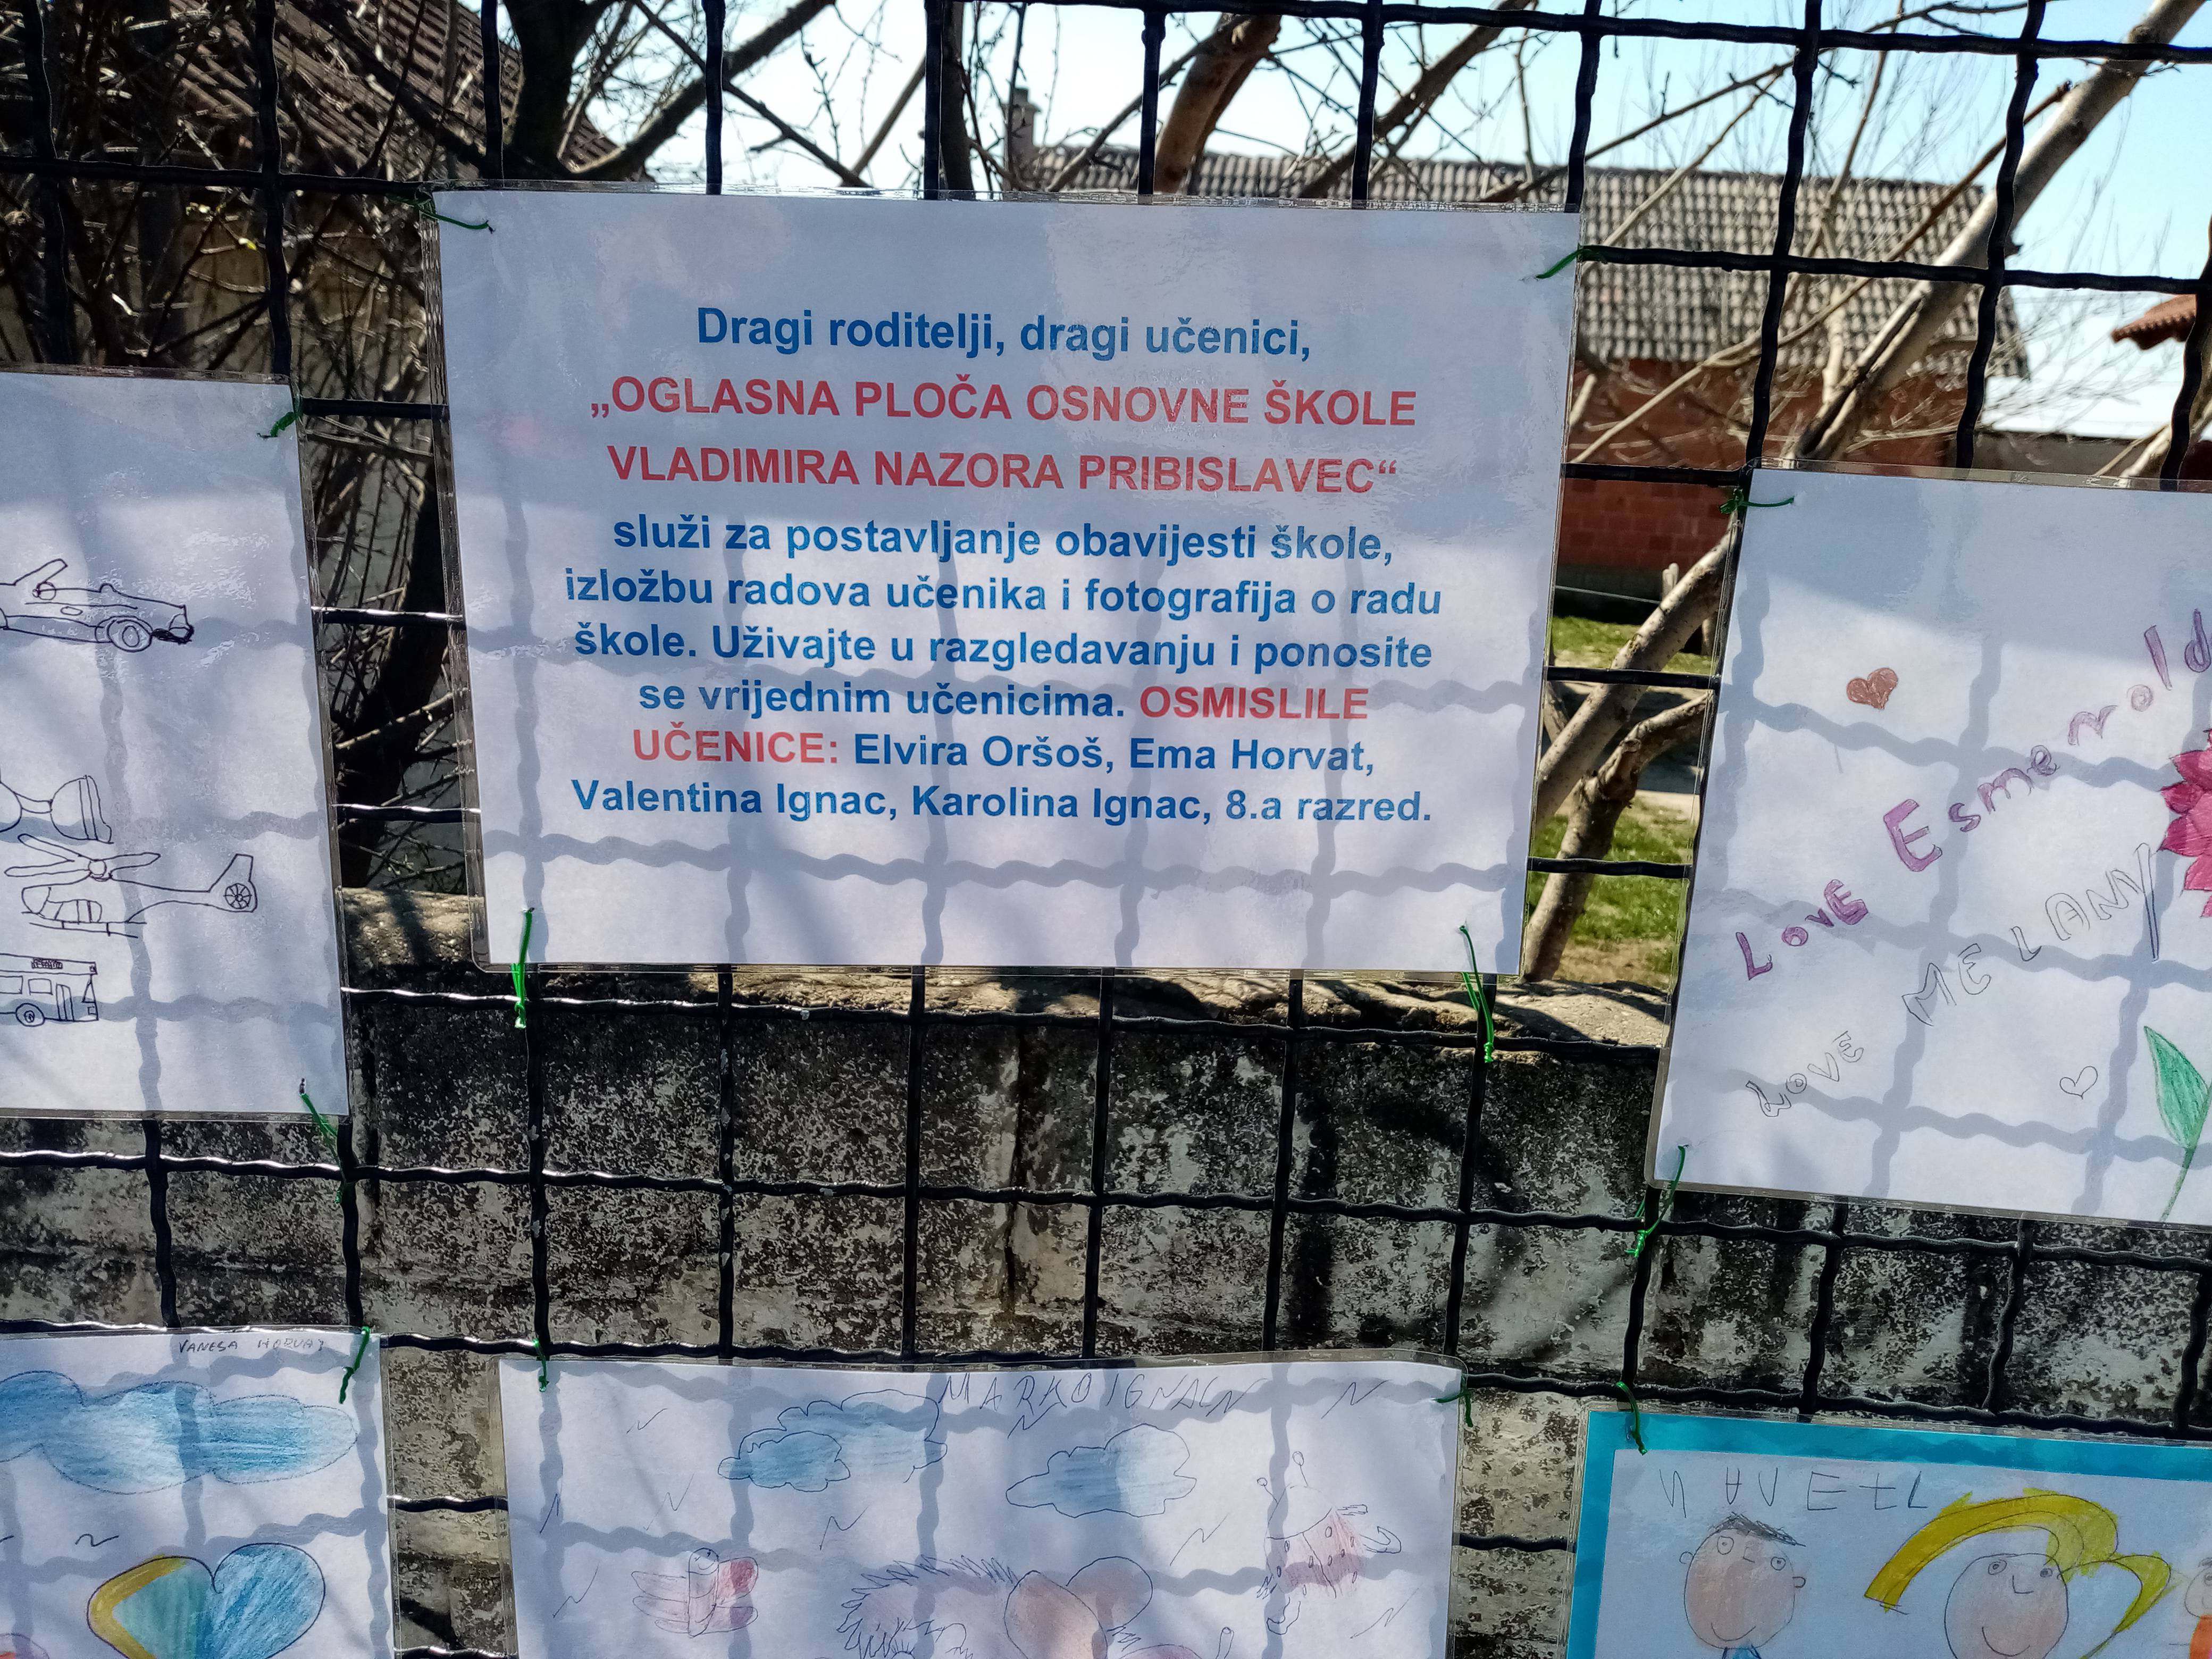 Dragi roditelji, dragi učenici,
„OGLASNA PLOČA OSNOVNE ŠKOLE
VLADIMIRA NAZORA PRIBISLAVEC“
služi za postavljanje obavijesti škole,
izložbu radova učenika i fotografija o radu
škole. Uživajte u razgledavanju i ponosite
se vrijednim učenicima. OSMISLILE
UČENICE: Elvira Oršoš, Ema Horvat,
Valentina Ignac, Karolina Ignac, 8.a razred.
LovE Esmerold
LOVE MELANY
VANESA HORVAT
MARKO